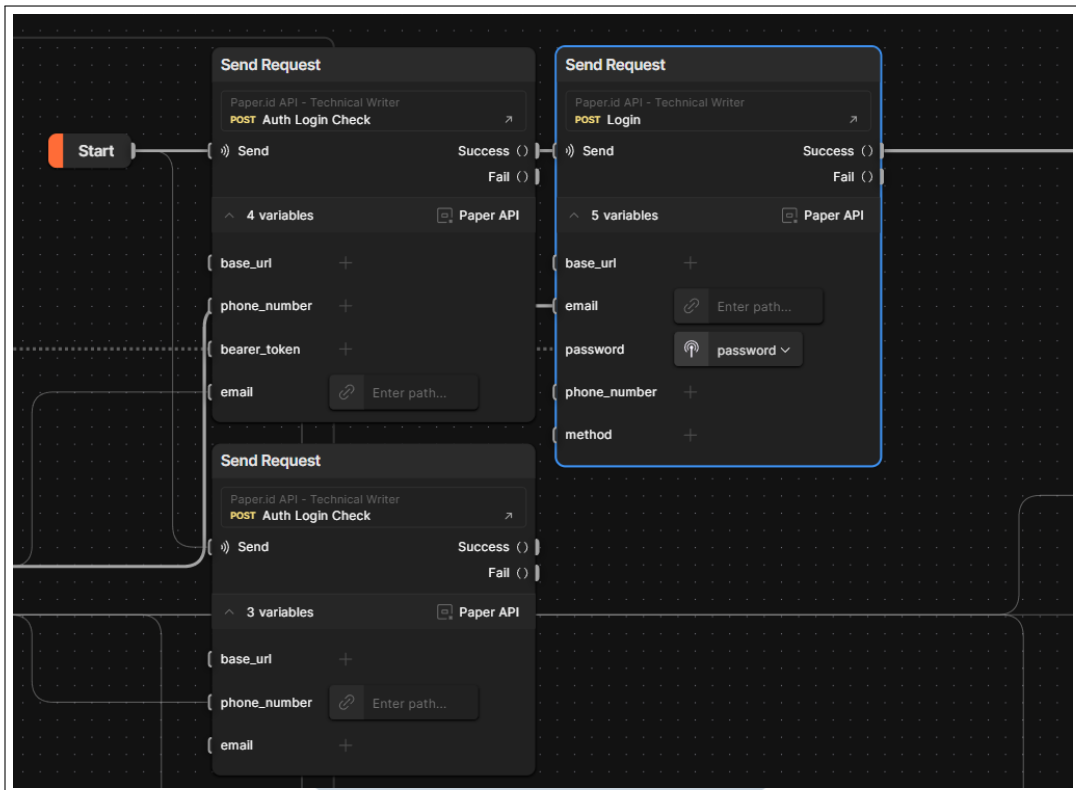 Start
Send Request
Paper.id API - Technical Writer
POST Auth Login Check
Send
Success ()
Fail ()
4 variables
Paper API
base_url
phone_number
bearer_token
email
Enter path...
Send Request
Paper.id API - Technical Writer
POST Login
Send
Success ()
Fail ()
5 variables
Paper API
base_url
email
Enter path...
password
password
phone_number
method
Send Request
Paper.id API - Technical Writer
POST Auth Login Check
Send
Success ()
Fail ()
3 variables
Paper API
base_url
phone_number
Enter path...
email